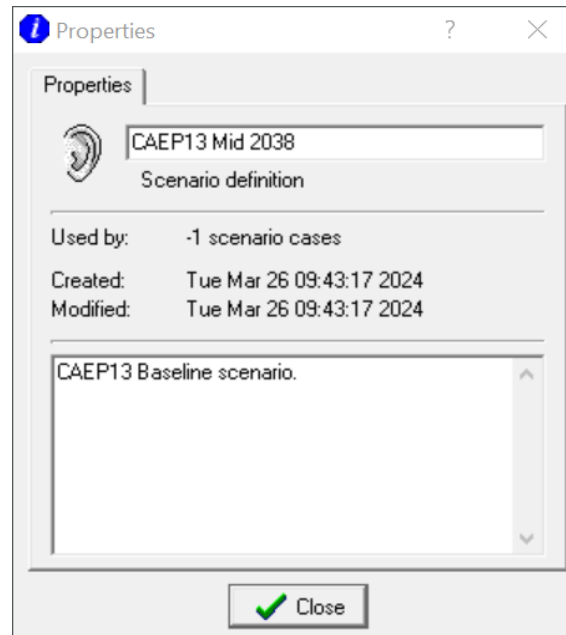 Properties
Properties
CAEP13 Mid 2038
Scenario definition
Used by: -1 scenario cases
Created: Tue Mar 26 09:43:17 2024
Modified: Tue Mar 26 09:43:17 2024
CAEP13 Baseline scenario.
Close